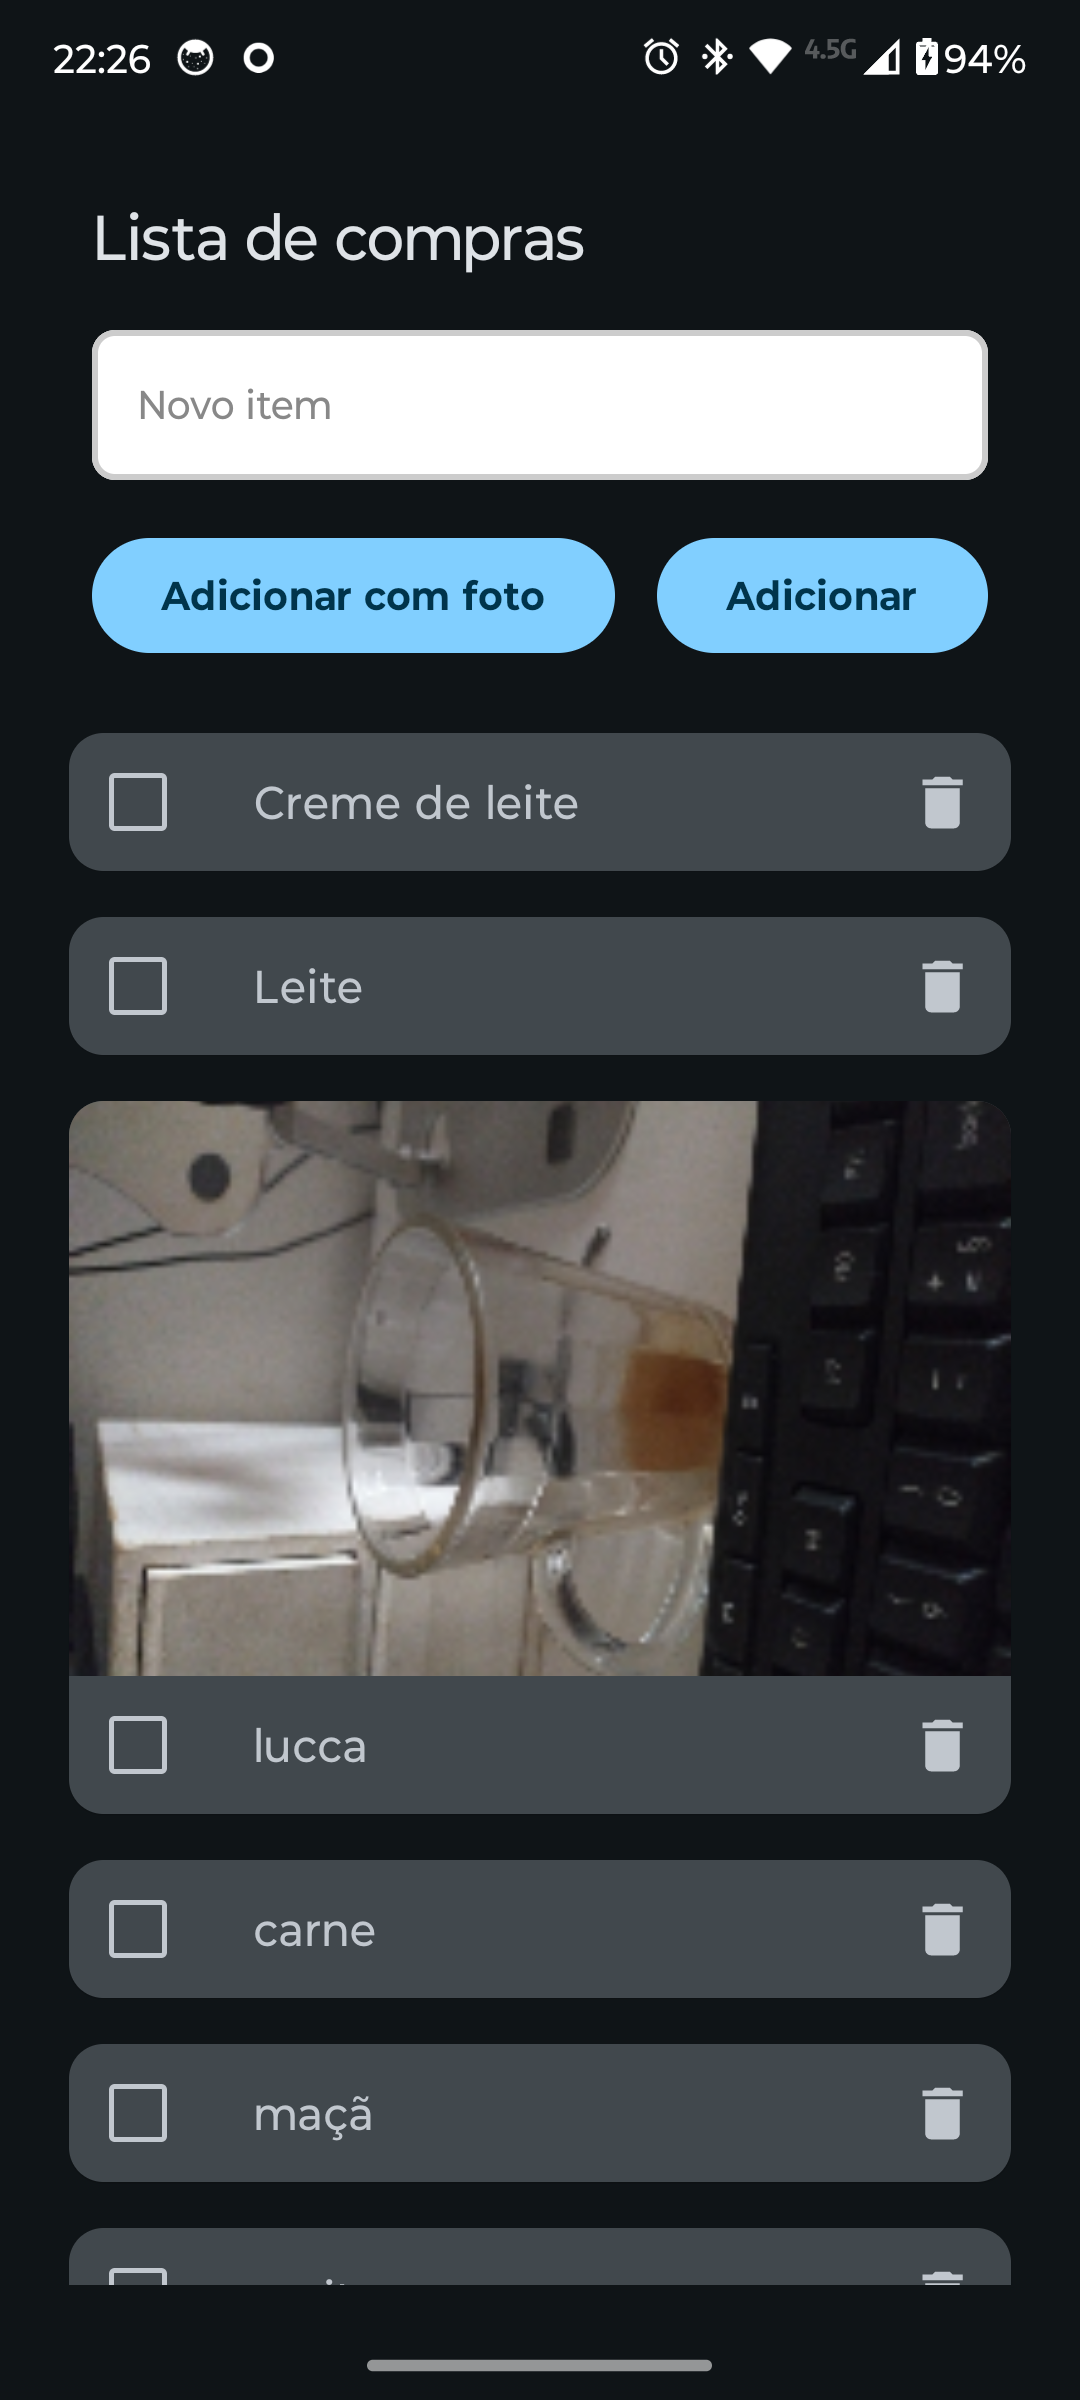 22:26
4.5G
94%
Lista de compras
Novo item
Adicionar com foto
Adicionar
Creme de leite
Leite
lucca
carne
maçã